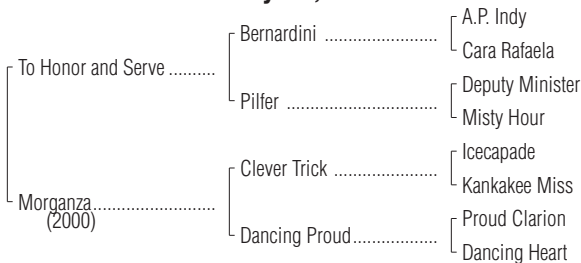 A.P. Indy
Bernardini ..............................
Cara Rafaela
To Honor and Serve ..........
Deputy Minister
Pilfer ........................................
Misty Hour
Icecapade
Clever Trick ...........................
Kankakee Miss
Morganza................................
(2000)
Proud Clarion
Dancing Proud......................
Dancing Heart